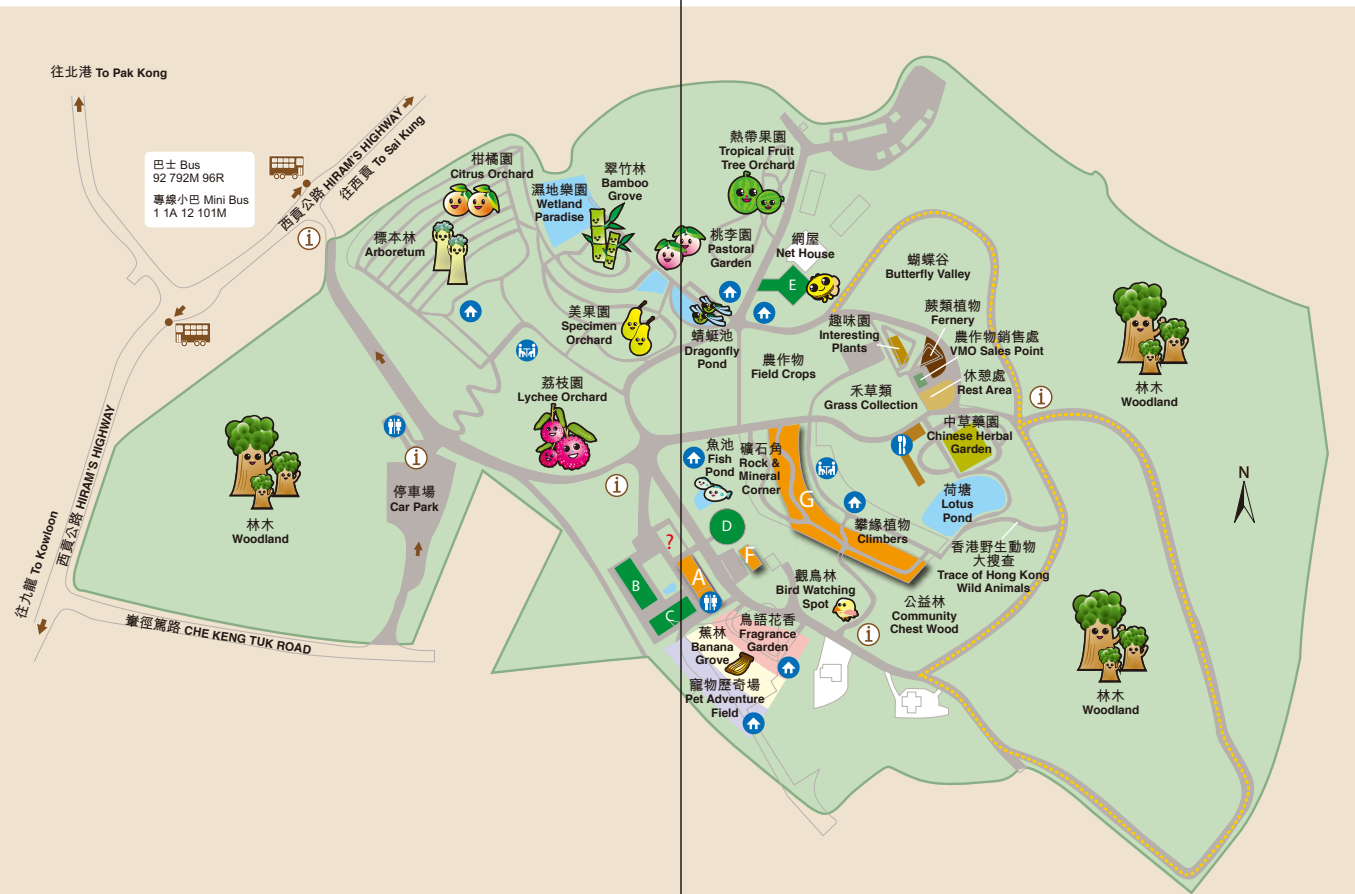 往北港 To Pak Kong
巴士 Bus
92 792M 96R
專線小巴 Mini Bus
1 1A 12 101M
西貢公路 HIRAM'S HIGHWAY
往西貢 To Sai Kung
i
柑橘園
Citrus Orchard
標本林
Arboretum
濕地樂園
Wetland
Paradise
翠竹林
Bamboo
Grove
熱帶果園
Tropical Fruit
Tree Orchard
桃李園
Pastoral
Garden
網屋
Net House
E
蝴蝶谷
Butterfly Valley
蕨類植物
Fernery
農作物銷售處
VMO Sales Point
趣味園
Interesting
Plants
休憩處
Rest Area
美果園
Specimen
Orchard
蜻蜓池
Dragonfly
Pond
農作物
Field Crops
禾草類
Grass Collection
荔枝園
Lychee Orchard
林木
Woodland
i
中草藥園
Chinese Herbal
Garden
魚池
Fish
Pond
礦石角
Rock &
Mineral
Corner
G
荷塘
Lotus
Pond
N
i
停車場
Car Park
i
林木
Woodland
D
攀緣植物
Climbers
香港野生動物
大搜查
Trace of Hong Kong
Wild Animals
?
F
A
B
C
觀鳥林
Bird Watching
Spot
公益林
Community
Chest Wood
i
蕉林
Banana
Grove
鳥語花香
Fragrance
Garden
寵物歷奇場
Pet Adventure
Field
林木
Woodland
西貢公路 HIRAM'S HIGHWAY
往九龍 To Kowloon
輋徑篤路 CHE KENG TUK ROAD